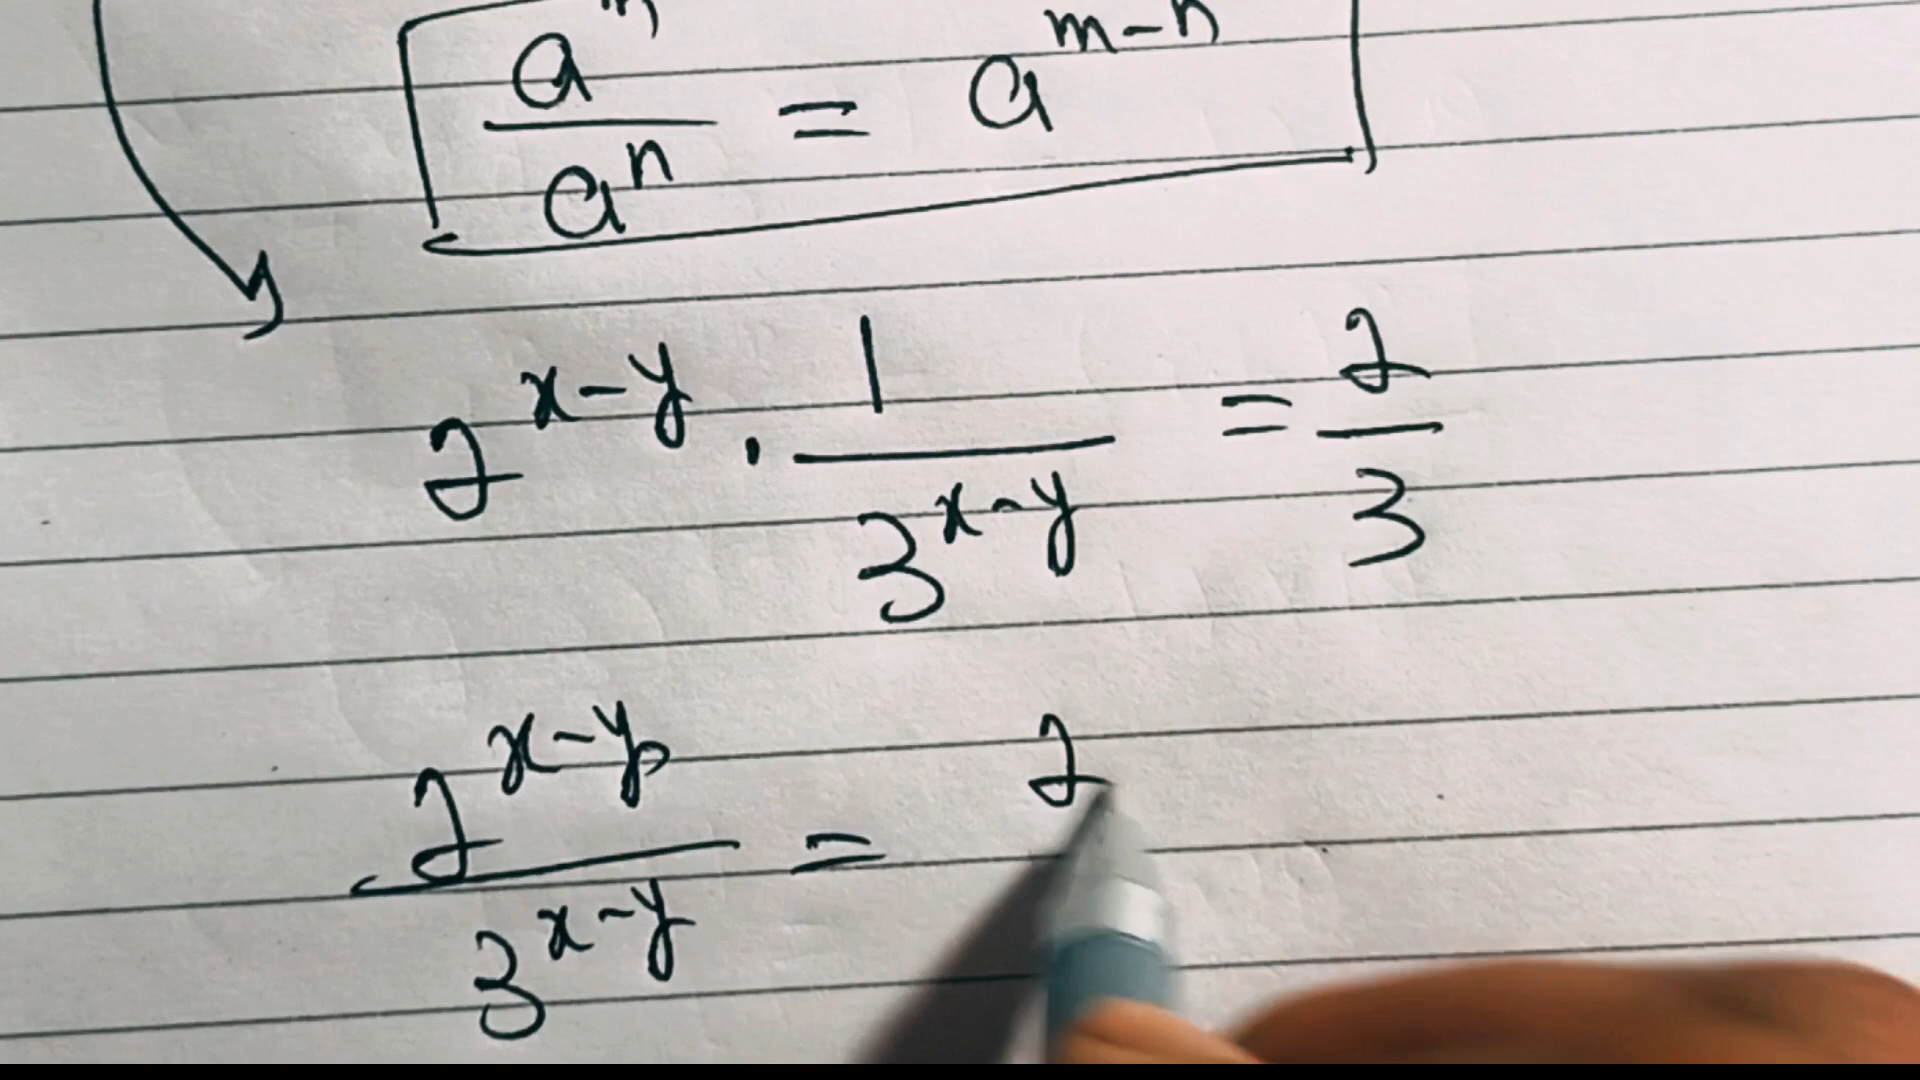 a^m/a^n = a^(m-n)
2^(x-y) · 1/3^(x-y) = 2/3
2^(x-y)/3^(x-y) = 2